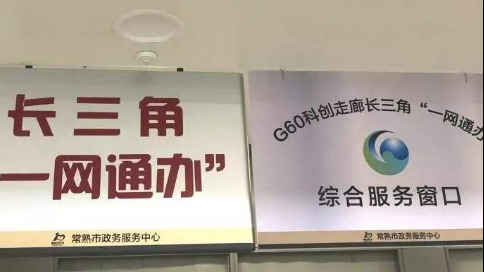 长三角
一网通办”
常熟市政务服务中心
G60科创走廊长三角“一网通办
综合服务窗口
常熟市政务服务中心